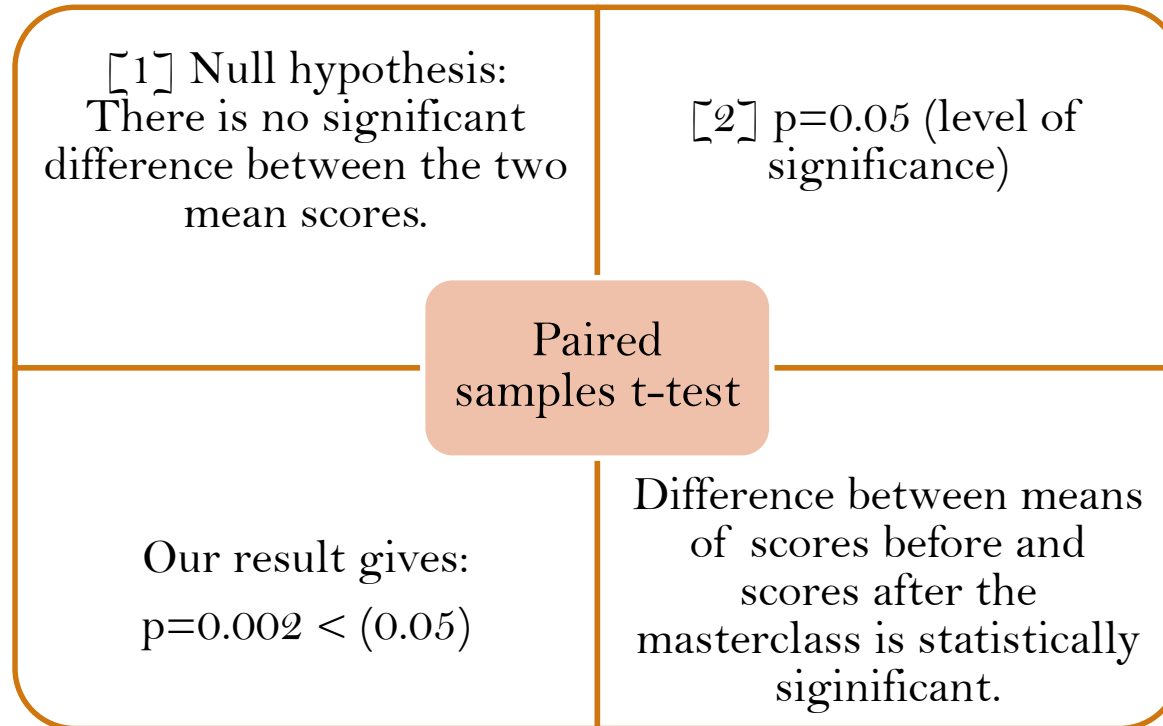 [1] Null hypothesis:
There is no significant
difference between the two
mean scores.
[2] p=0.05 (level of
significance)
Paired
samples t-test
Our result gives:
p=0.002 < (0.05)
Difference between means
of scores before and
scores after the
masterclass is statistically
siginificant.